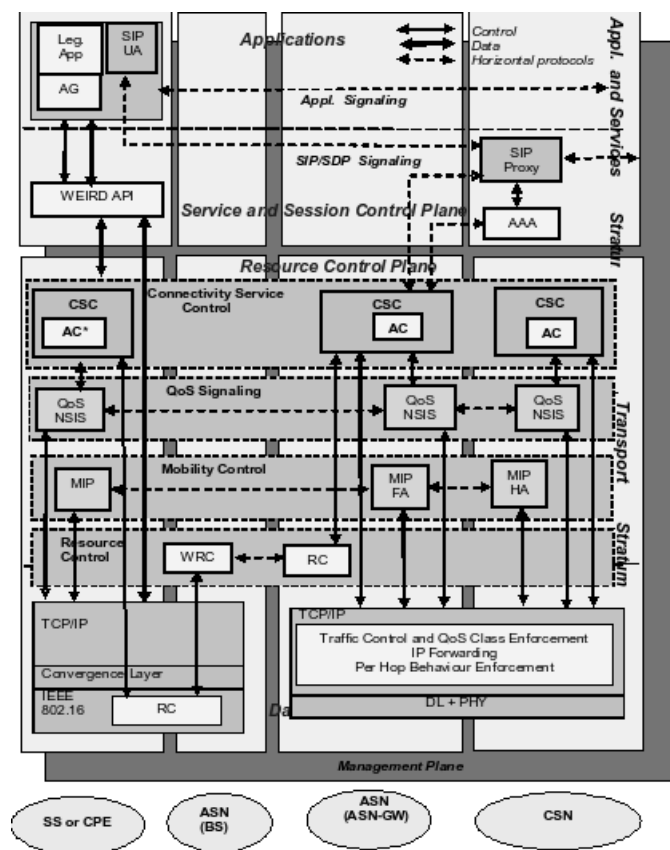 Leg.
App
SIP
UA
AG
Applications
Control
Data
Horizontal protocols
Appl. Signaling
Appl. and Services
SIP/SDP Signaling
SIP
Proxy
WEIRD API
Service and Session Control Plane
AAA
Stratur
Resource Control Plane
Connectivity Service
Control
CSC
AC*
CSC
AC
CSC
AC
QoS Signaling
QoS
NSIS
QoS
NSIS
QoS
NSIS
Transport
Mobility Control
MIP
MIP
FA
MIP
HA
Resource
Control
WRC
RC
Stratum
TCP/IP
TCP/IP
Traffic Control and QoS Class Enforcement
IP Forwarding
Per Hop Behaviour Enforcement
Convergence Layer
IEEE
802.16
RC
DL + PHY
Da
Management Plane
SS or CPE
ASN
(BS)
ASN
(ASN-GW)
CSN